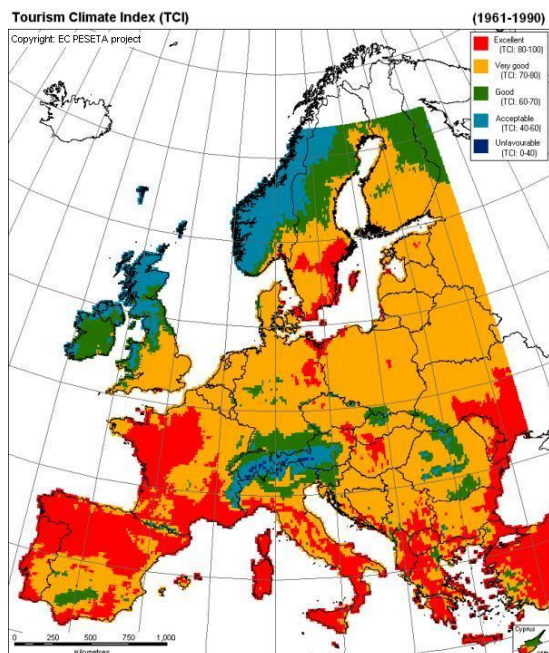 Tourism Climate Index (TCI) (1961-1990)
Copyright: EC PESETA project
Excellent
(TCI: 80-100)
Very good
(TCI: 70-80)
Good
(TCI: 60-70)
Acceptable
(TCI: 40-60)
Unfavourable
(TCI: 0-40)
Cyprus
0 250 500 750 1,000
Kilometres